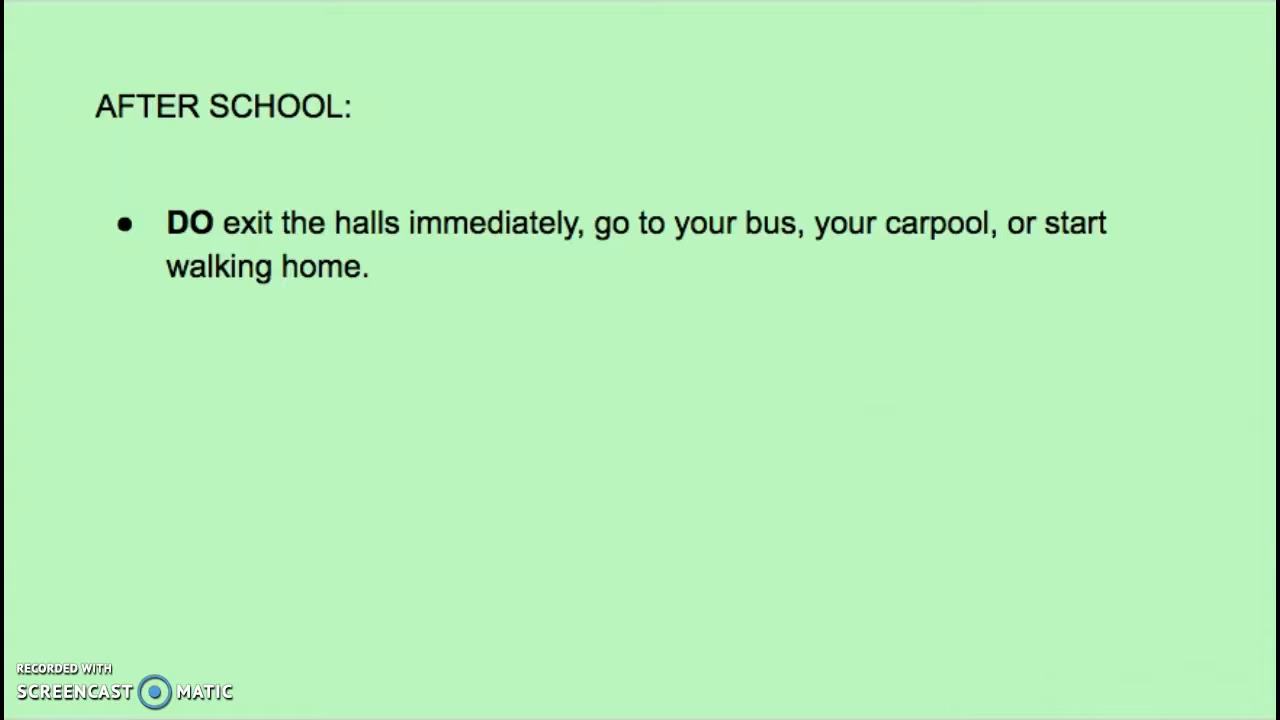 AFTER SCHOOL:
● DO exit the halls immediately, go to your bus, your carpool, or start
walking home.
RECORDED WITH
SCREENCAST MATIC